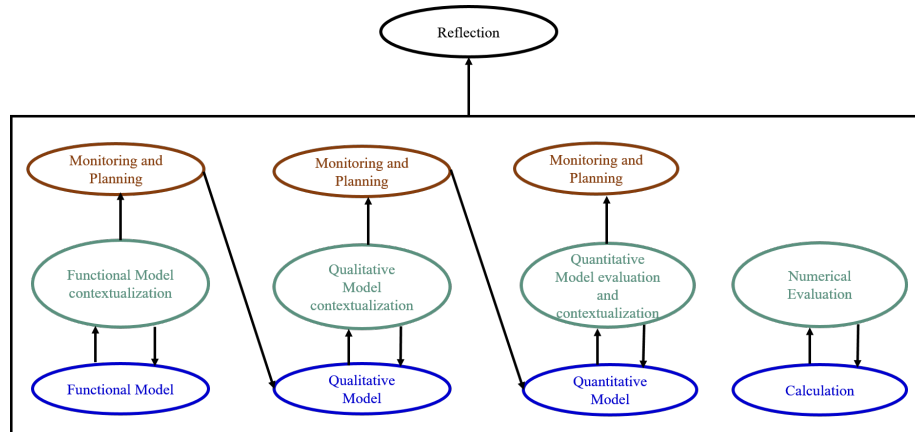 Reflection
Monitoring and
Planning
Monitoring and
Planning
Monitoring and
Planning
Functional Model
contextualization
Qualitative
Model
contextualization
Quantitative
Model evaluation
and
contextualization
Numerical
Evaluation
Functional Model
Qualitative
Model
Quantitative
Model
Calculation